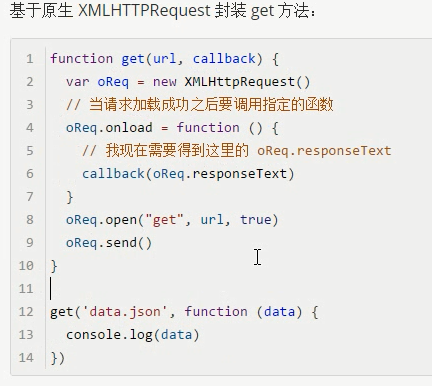 基于原生 XMLHTTPRequest 封装 get 方法：
1 function get(url, callback) {
2   var oReq = new XMLHttpRequest()
3   // 当请求加载成功之后要调用指定的函数
4   oReq.onload = function () {
5     // 我现在需要得到这里的 oReq.responseText
6     callback(oReq.responseText)
7   }
8   oReq.open("get", url, true)
9   oReq.send()
10 }
11
12 get('data.json', function (data) {
13   console.log(data)
14 })